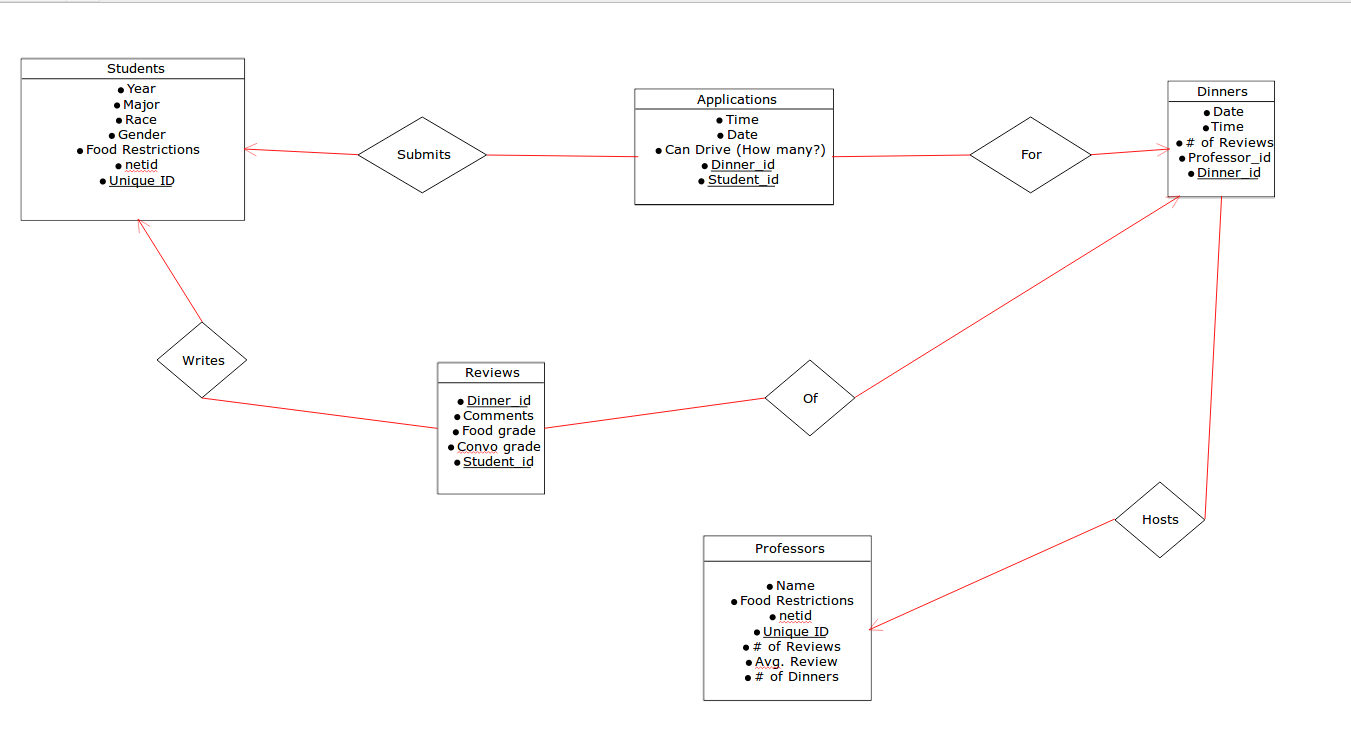 Students
● Year
● Major
● Race
● Gender
● Food Restrictions
● netid
● Unique ID
Submits
Applications
● Time
● Date
● Can Drive (How many?)
● Dinner_id
● Student_id
For
Dinners
● Date
● Time
● # of Reviews
● Professor_id
● Dinner_id
Writes
Reviews
● Dinner_id
● Comments
● Food grade
● Convo grade
● Student_id
Of
Hosts
Professors
● Name
● Food Restrictions
● netid
● Unique ID
● # of Reviews
● Avg. Review
● # of Dinners